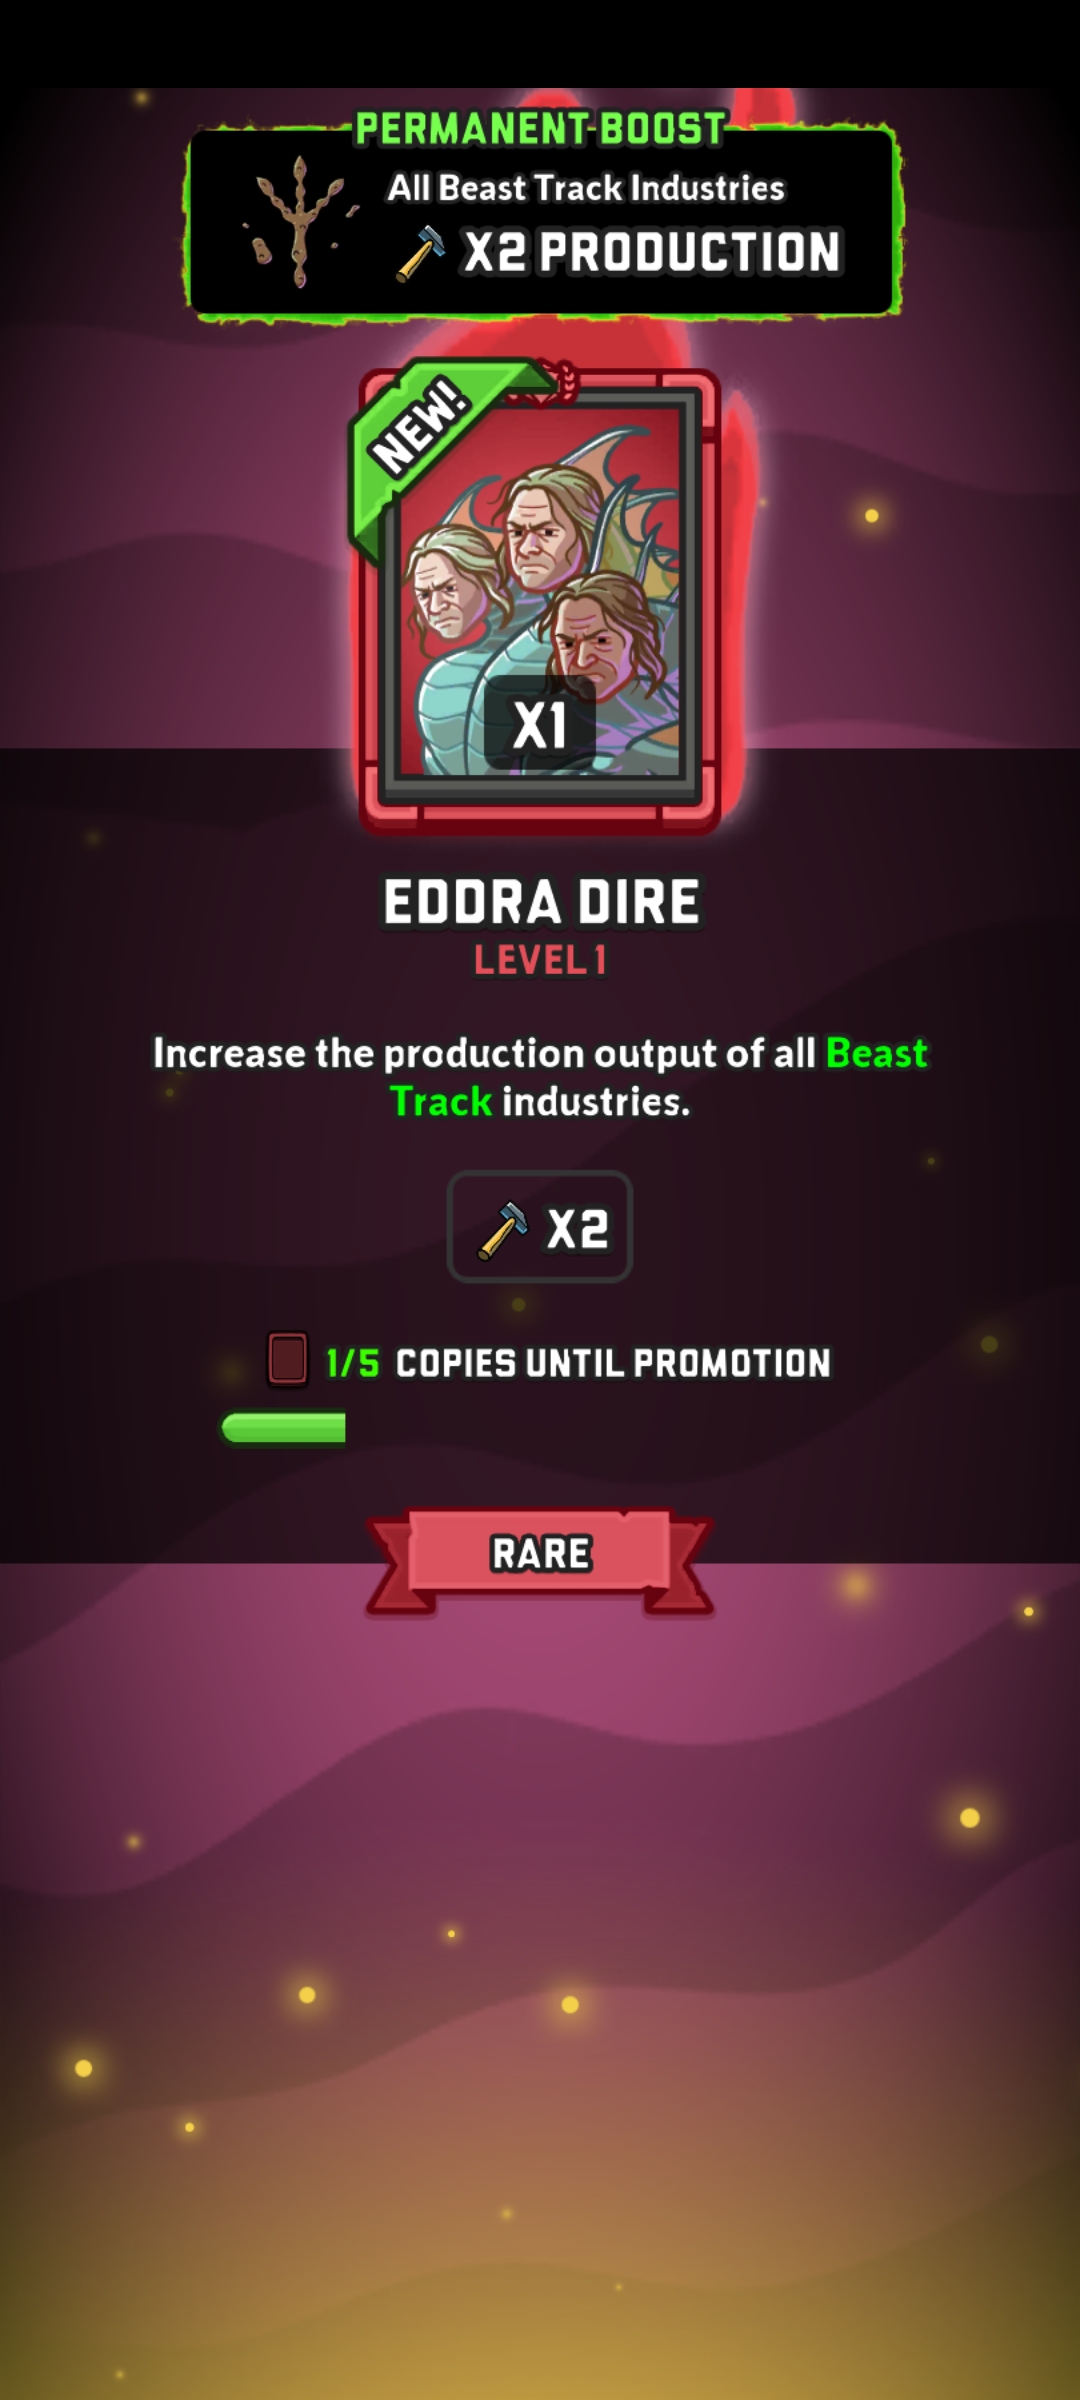 PERMANENT BOOST
All Beast Track Industries
X2 PRODUCTION
NEW!
X1
EDDRA DIRE
LEVEL 1
Increase the production output of all Beast
Track industries.
X2
1/5 COPIES UNTIL PROMOTION
RARE